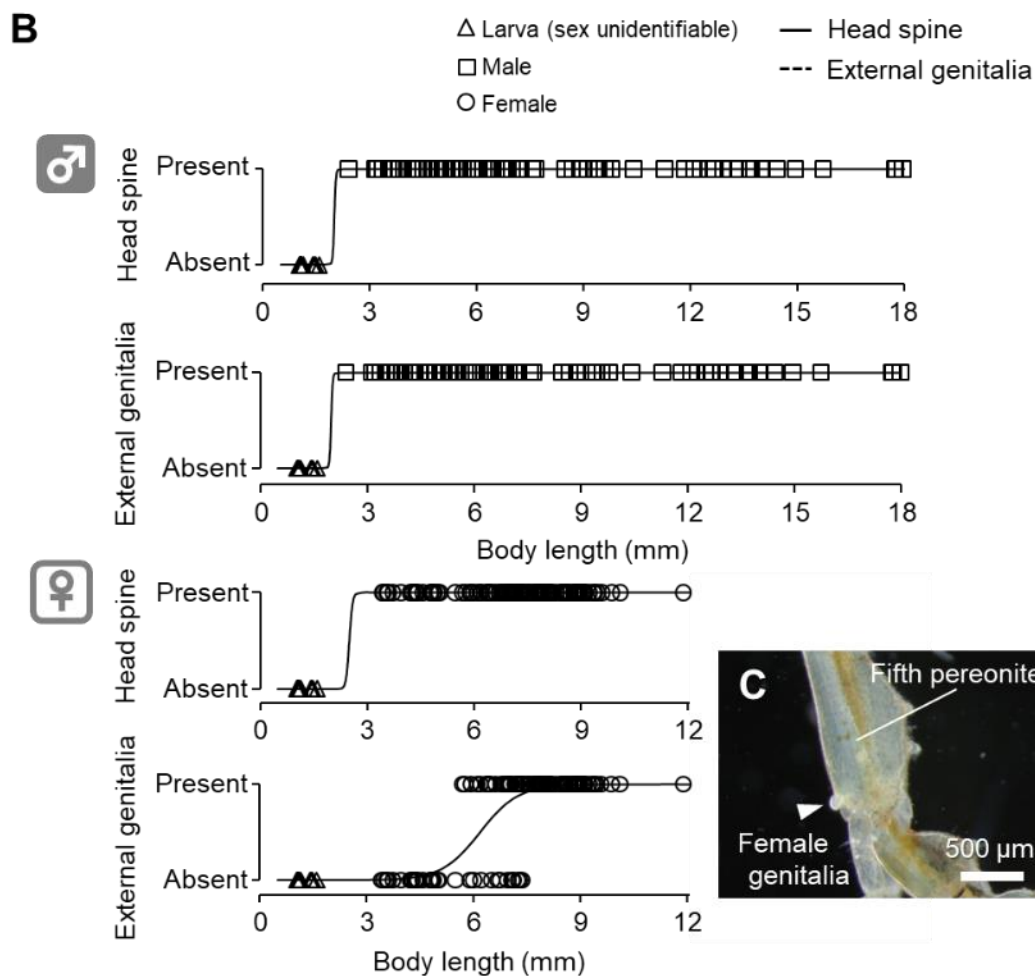 B
△ Larva (sex unidentifiable)
□ Male
○ Female
Head spine
External genitalia
♂
Head spine
Present
Absent
0 3 6 9 12 15 18
External genitalia
Present
Absent
0 3 6 9 12 15 18
Body length (mm)
♀
Head spine
Present
Absent
0 3 6 9 12
External genitalia
Present
Absent
0 3 6 9 12
Body length (mm)
C
Fifth pereonite
Female
genitalia
500 μm